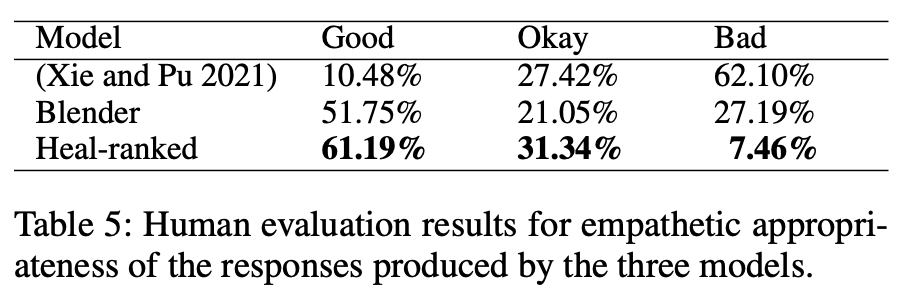 Model Good Okay Bad
(Xie and Pu 2021) 10.48% 27.42% 62.10%
Blender 51.75% 21.05% 27.19%
Heal-ranked 61.19% 31.34% 7.46%
Table 5: Human evaluation results for empathetic appropri-
ateness of the responses produced by the three models.